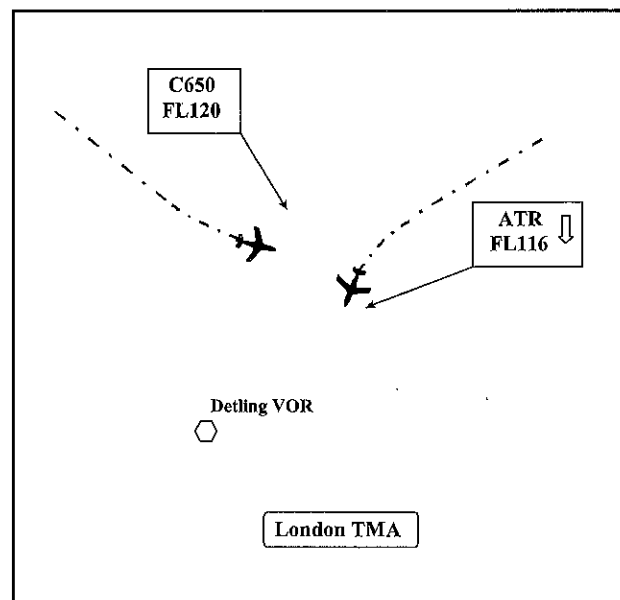 C650
FL120
ATR
FL116
Detling VOR
London TMA